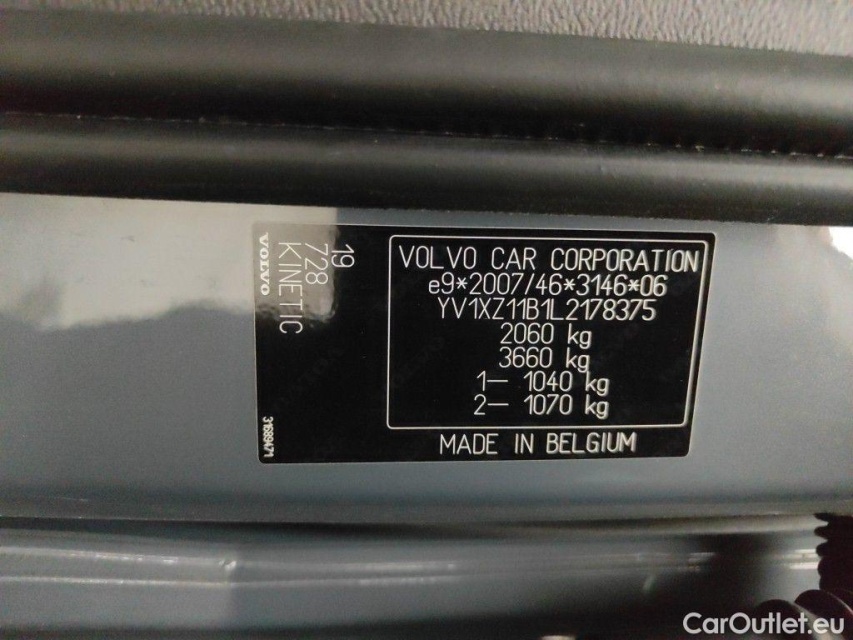 VOLVO CAR CORPORATION
e9*2007/46*3146*06
YV1XZ11B1L2178375
2060 kg
3660 kg
1– 1040 kg
2– 1070 kg
MADE IN BELGIUM
19
728
KINETIC
VOLVO
31689471
CarOutlet.eu